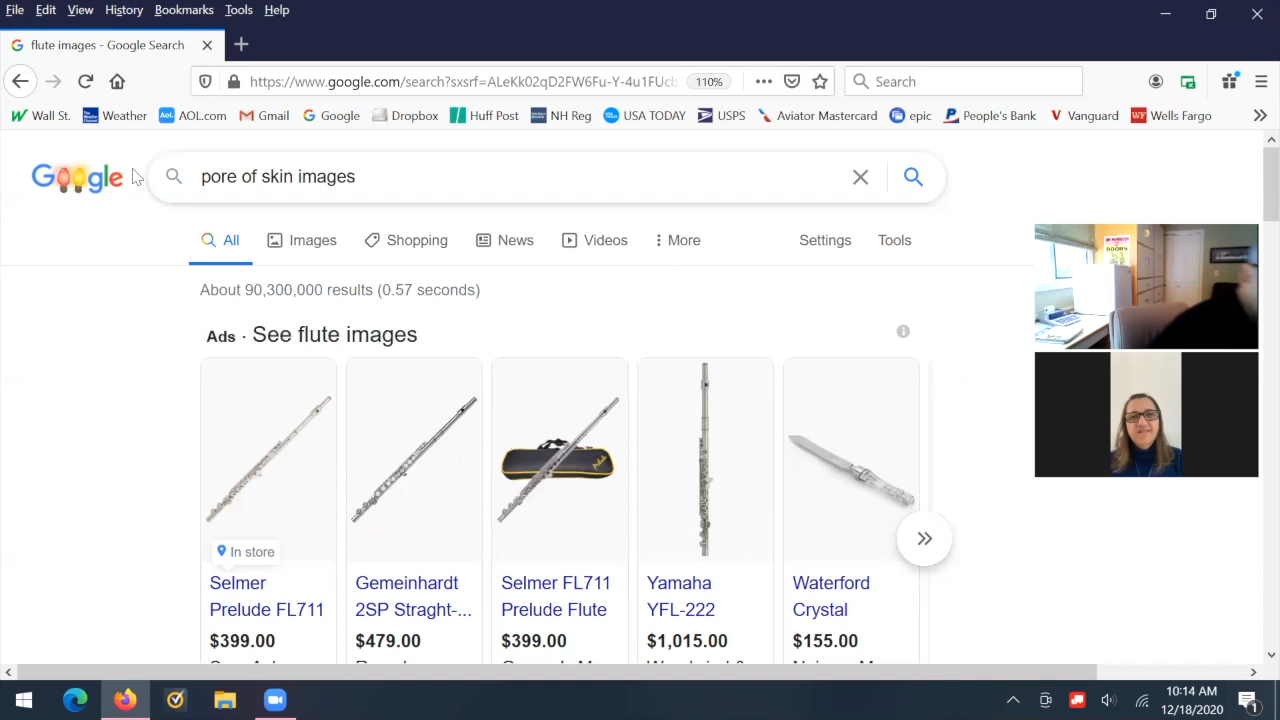 File Edit View History Bookmarks Tools Help
flute images - Google Search
https://www.google.com/search?sxsrf=ALeKk02qD2FW6Fu-Y-4u1FUcb 110% Search
Wall St. Weather Aol. AOL.com Gmail Google Dropbox Huff Post NH Reg USA TODAY USPS Aviator Mastercard epic People's Bank Vanguard WF Wells Fargo
Google pore of skin images
All Images Shopping News Videos More Settings Tools
About 90,300,000 results (0.57 seconds)
Ads · See flute images
DOORS
In store
Selmer Gemeinhardt Selmer FL711 Yamaha Waterford
Prelude FL711 2SP Straght-... Prelude Flute YFL-222 Crystal
$399.00 $479.00 $399.00 $1,015.00 $155.00
10:14 AM
12/18/2020
1